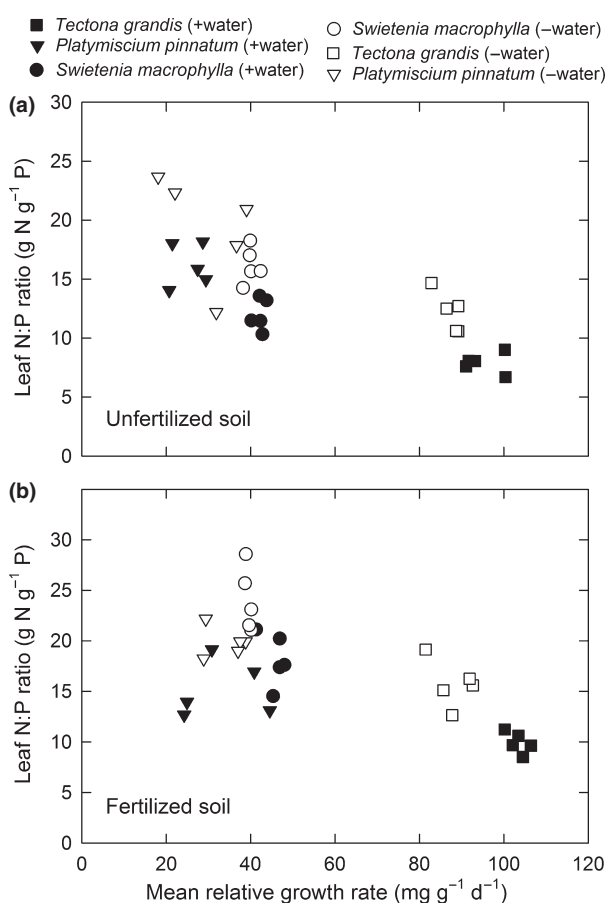 Tectona grandis (+water)
Platymiscium pinnatum (+water)
Swietenia macrophylla (+water)
Swietenia macrophylla (–water)
Tectona grandis (–water)
Platymiscium pinnatum (–water)
(a)
30
25
20
15
10
5
0
Leaf N:P ratio (g N g⁻¹ P)
Unfertilized soil
(b)
30
25
20
15
10
5
0
Leaf N:P ratio (g N g⁻¹ P)
Fertilized soil
0 20 40 60 80 100 120
Mean relative growth rate (mg g⁻¹ d⁻¹)